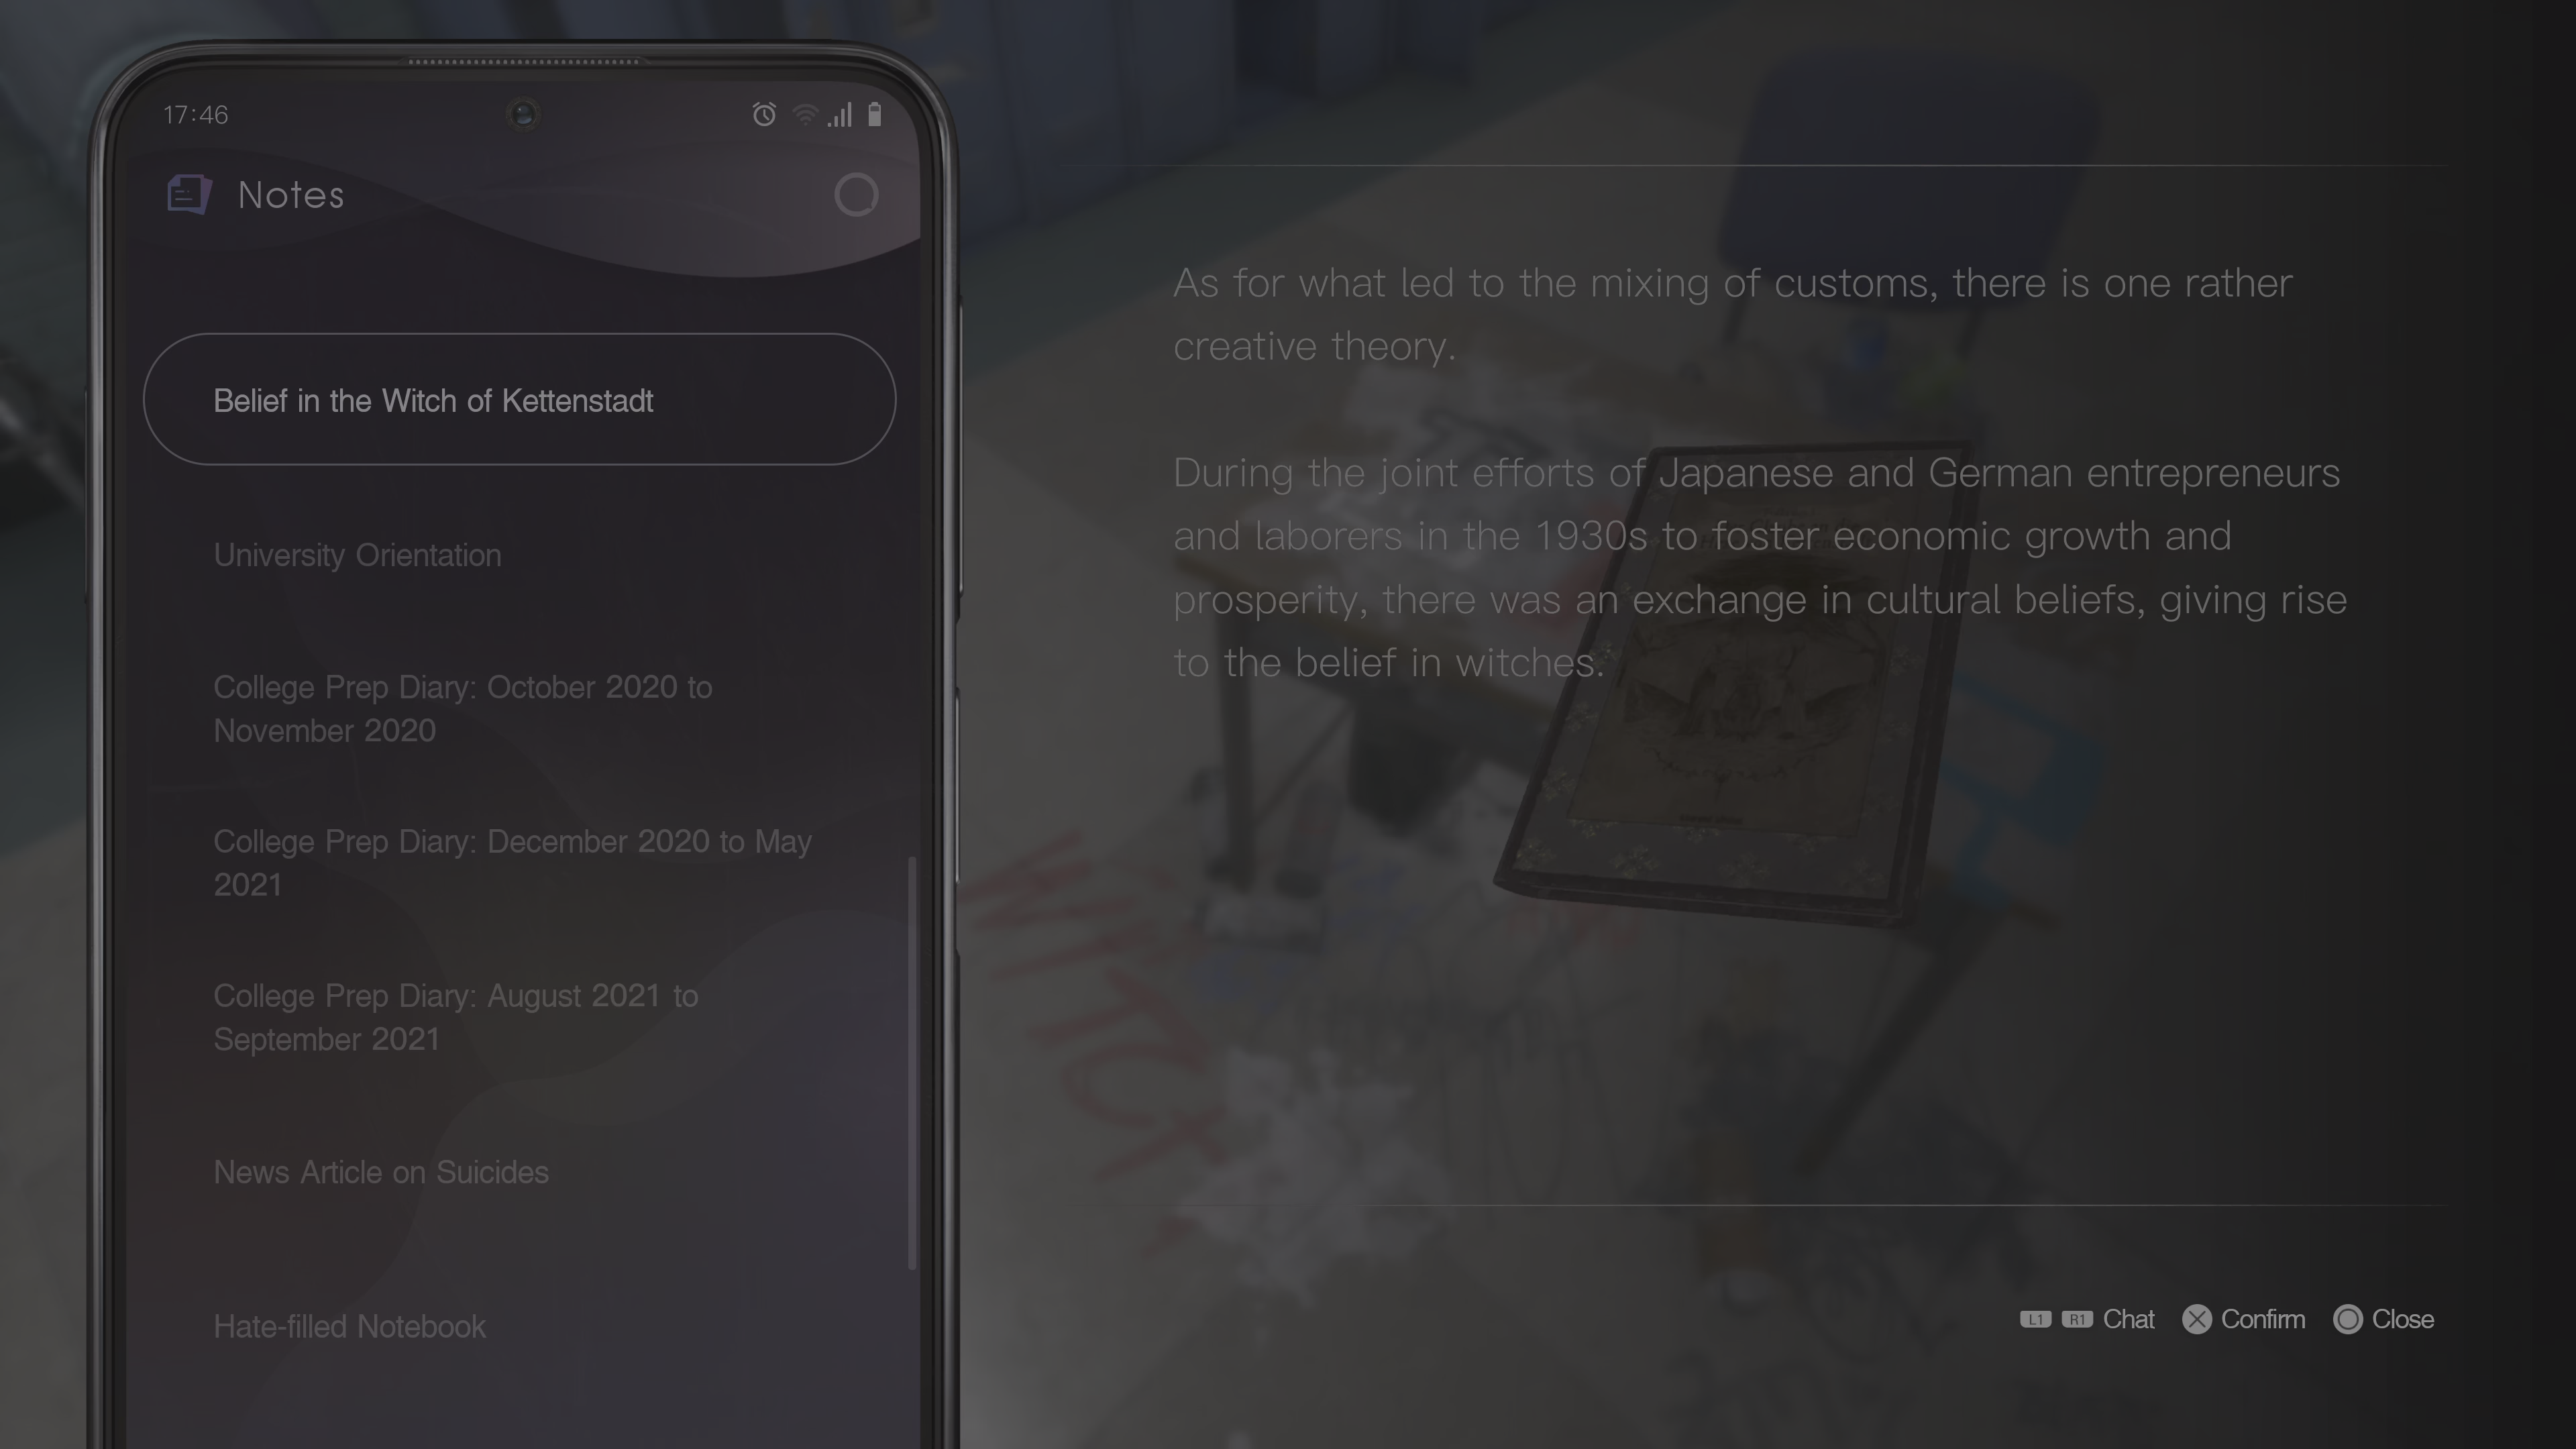 17:46
Notes
Belief in the Witch of Kettenstadt
University Orientation
College Prep Diary: October 2020 to
November 2020
College Prep Diary: December 2020 to May
2021
College Prep Diary: August 2021 to
September 2021
News Article on Suicides
Hate-filled Notebook
As for what led to the mixing of customs, there is one rather
creative theory.
During the joint efforts of Japanese and German entrepreneurs
and laborers in the 1930s to foster economic growth and
prosperity, there was an exchange in cultural beliefs, giving rise
to the belief in witches.
WITCH
L1 R1 Chat Confirm Close